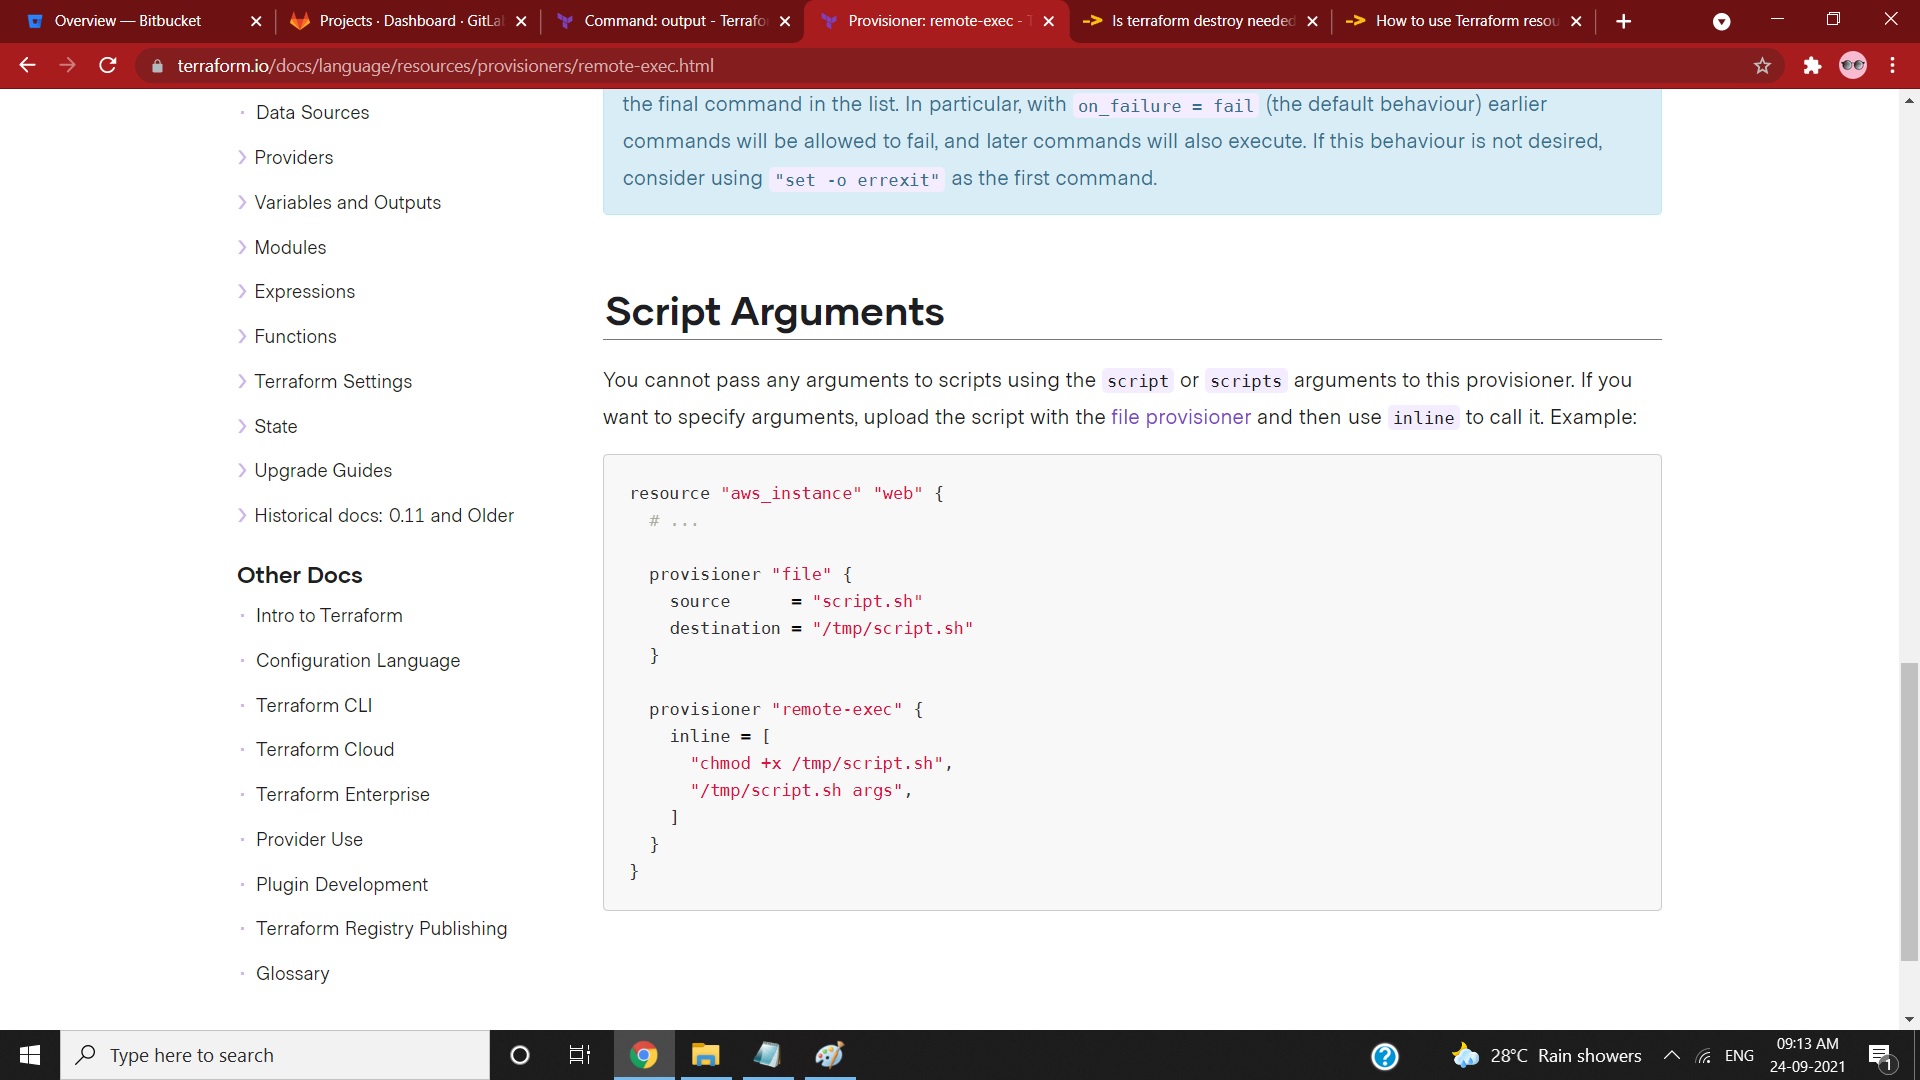 Overview — Bitbucket
Projects · Dashboard · GitLa
Command: output - Terrafo
Provisioner: remote-exec - T
Is terraform destroy needed
How to use Terraform resou
terraform.io/docs/language/resources/provisioners/remote-exec.html
Data Sources
Providers
Variables and Outputs
Modules
Expressions
Functions
Terraform Settings
State
Upgrade Guides
Historical docs: 0.11 and Older
Other Docs
Intro to Terraform
Configuration Language
Terraform CLI
Terraform Cloud
Terraform Enterprise
Provider Use
Plugin Development
Terraform Registry Publishing
Glossary
the final command in the list. In particular, with on_failure = fail (the default behaviour) earlier
commands will be allowed to fail, and later commands will also execute. If this behaviour is not desired,
consider using "set -o errexit" as the first command.
Script Arguments
You cannot pass any arguments to scripts using the script or scripts arguments to this provisioner. If you
want to specify arguments, upload the script with the file provisioner and then use inline to call it. Example:
resource "aws_instance" "web" {
# ...
provisioner "file" {
source = "script.sh"
destination = "/tmp/script.sh"
}
provisioner "remote-exec" {
inline = [
"chmod +x /tmp/script.sh",
"/tmp/script.sh args",
]
}
}
Type here to search
28°C Rain showers
ENG
09:13 AM
24-09-2021
1